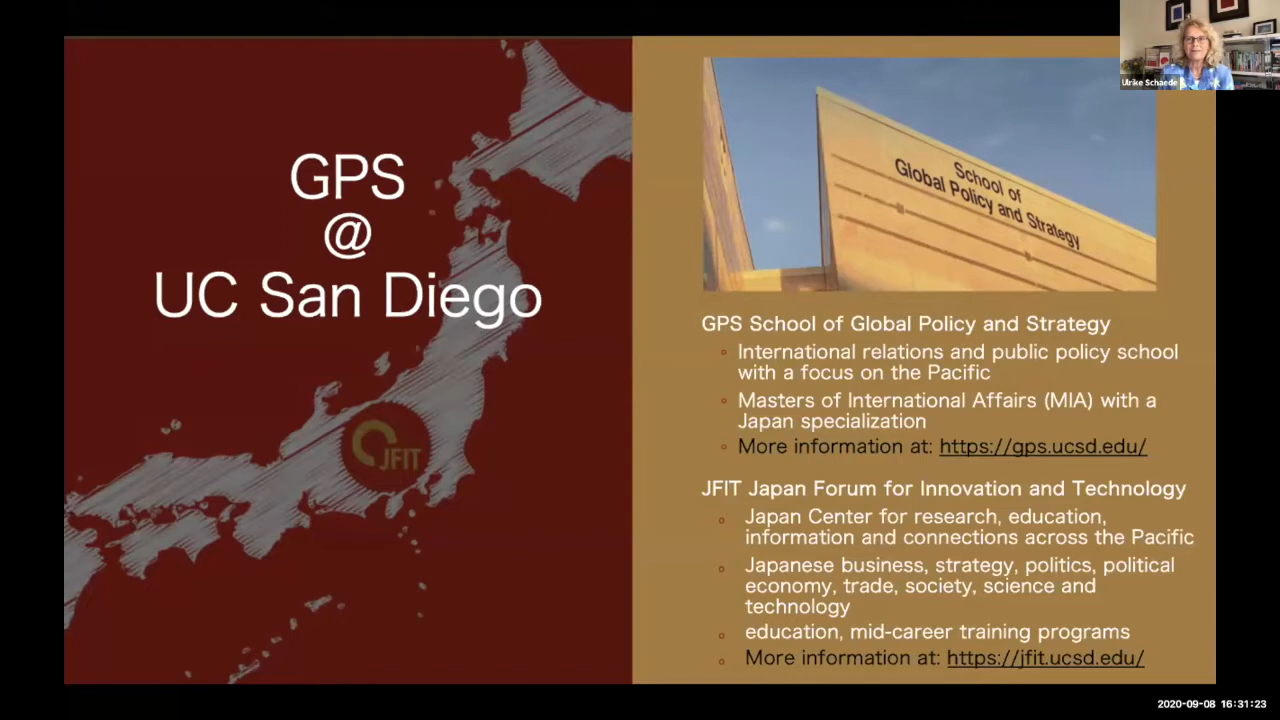 GPS
@
UC San Diego
JFIT
School of
Global Policy and Strategy
Ulrike Schaede
GPS School of Global Policy and Strategy
International relations and public policy school
with a focus on the Pacific
Masters of International Affairs (MIA) with a
Japan specialization
More information at: https://gps.ucsd.edu/
JFIT Japan Forum for Innovation and Technology
Japan Center for research, education,
information and connections across the Pacific
Japanese business, strategy, politics, political
economy, trade, society, science and
technology
education, mid-career training programs
More information at: https://jfit.ucsd.edu/
2020-09-08 16:31:23